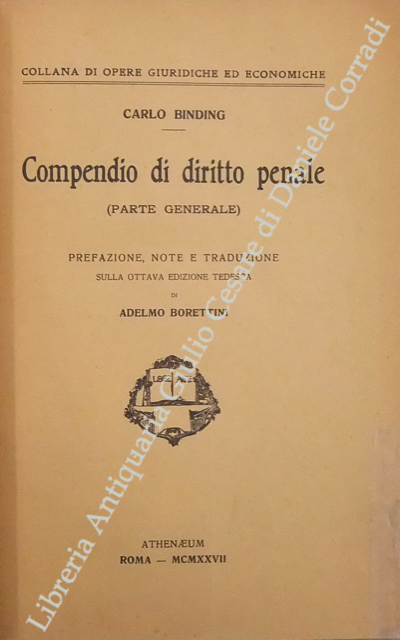 COLLANA DI OPERE GIURIDICHE ED ECONOMICHE
CARLO BINDING
Compendio di diritto penale
(PARTE GENERALE)
PREFAZIONE, NOTE E TRADUZIONE
SULLA OTTAVA EDIZIONE TEDESCA
DI
ADELMO BORETTINI
ATHENÆUM
ROMA — MCMXXVII
Libreria Antiquaria Giulio Cesare di Daniele Corradi